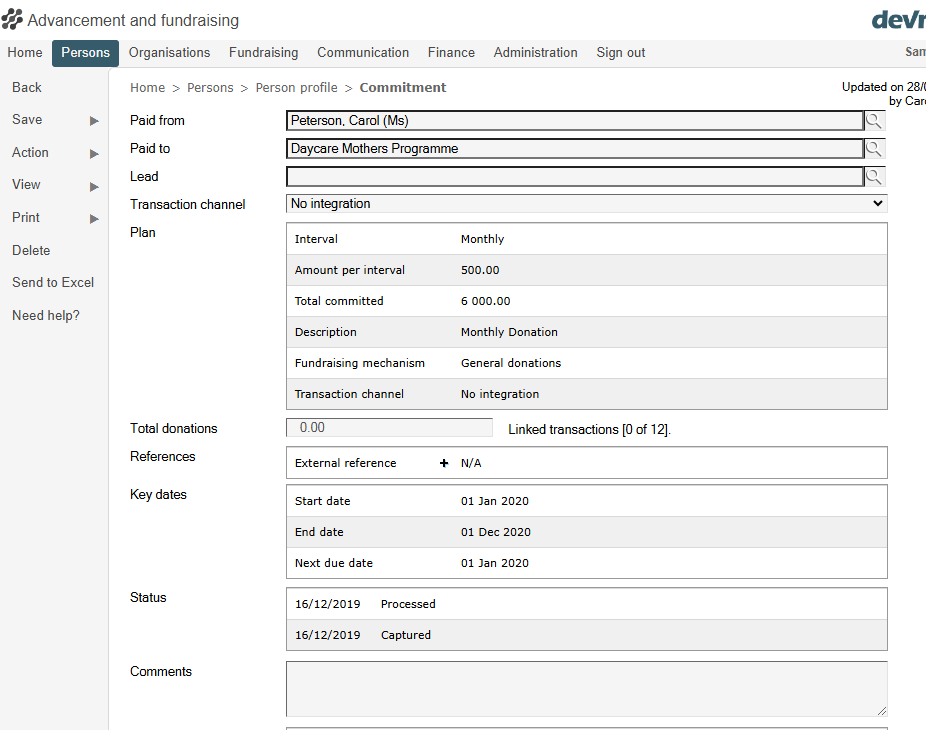 Advancement and fundraising
Home Persons Organisations Fundraising Communication Finance Administration Sign out
Back
Save
Action
View
Print
Delete
Send to Excel
Need help?
Home > Persons > Person profile > Commitment
Updated on 28/
by
Paid from Peterson, Carol (Ms)
Paid to Daycare Mothers Programme
Lead
Transaction channel No integration
Plan
Interval Monthly
Amount per interval 500.00
Total committed 6 000.00
Description Monthly Donation
Fundraising mechanism General donations
Transaction channel No integration
Total donations 0.00 Linked transactions [0 of 12].
References
External reference + N/A
Key dates
Start date 01 Jan 2020
End date 01 Dec 2020
Next due date 01 Jan 2020
Status
16/12/2019 Processed
16/12/2019 Captured
Comments